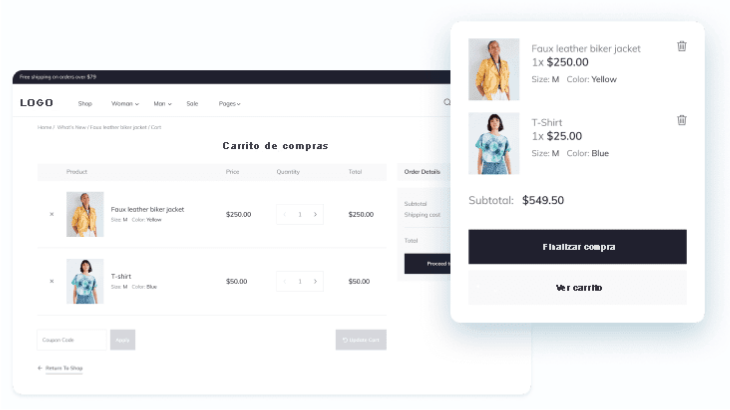 Free shipping on orders over $79
LOGO
Shop
Woman
Man
Sale
Pages
Home / What's New / Faux leather biker jacket / Cart
Carrito de compras
Product
Price
Quantity
Total
Order Details
Faux leather biker jacket
Size: M Color: Yellow
$250.00
1
$250.00
Subtotal
Shipping cost
Total
T-shirt
Size: M Color: Blue
$50.00
1
$50.00
Proceed
Coupon Code
Apply
Update Cart
Return To Shop
Faux leather biker jacket
1x $250.00
Size: M Color: Yellow
T-Shirt
1x $25.00
Size: M Color: Blue
Subtotal: $549.50
Finalizar compra
Ver carrito